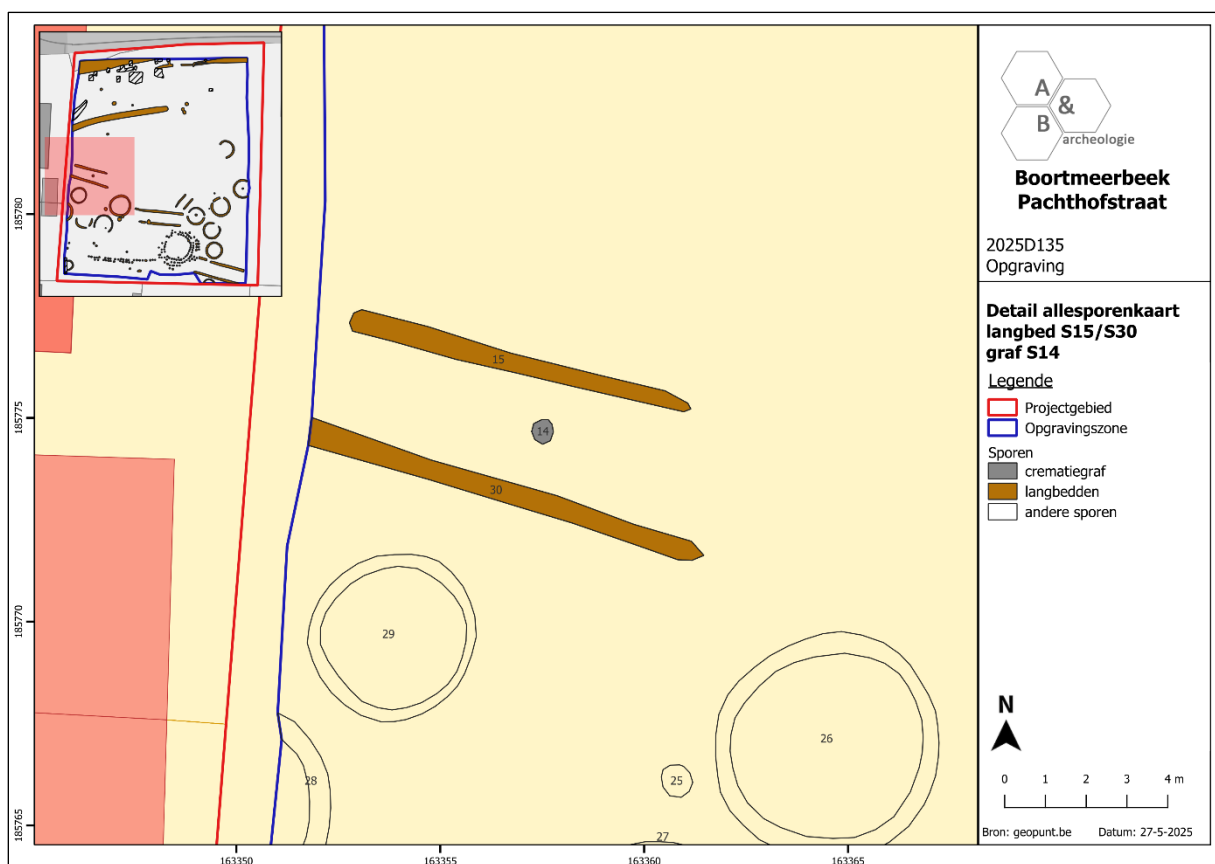 A
&
B
archeologie
Boortmeerbeek
Pachthofstraat
2025D135
Opgraving
Detail allesporenkaart
langbed S15/S30
graf S14
Legende
Projectgebied
Opgravingszone
Sporen
crematiegraf
langbedden
andere sporen
N
0 1 2 3 4 m
Bron: geopunt.be Datum: 27-5-2025
185780
185775
185770
185765
15
14
30
29
26
28
25
27
163350 163355 163360 163365